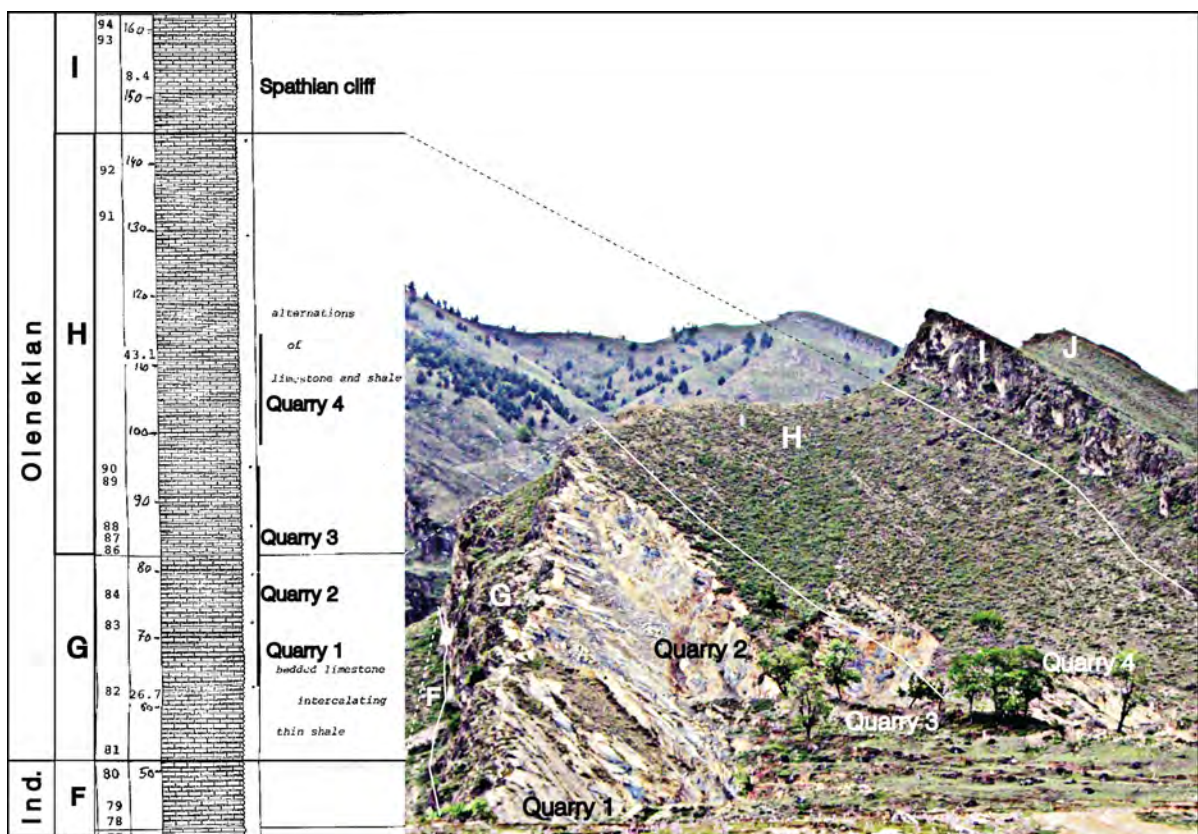 Olenekian
Ind.
I
H
G
F
94
93
92
91
90
89
88
87
86
84
83
82
81
80
79
78
160
8.4
150
140
130
120
43.1
110
100
90
80
70
26.7
60
50
Spathian cliff
alternations
of
limestone and shale
Quarry 4
Quarry 3
Quarry 2
Quarry 1
bedded limestone
intercalating
thin shale
I
J
H
G
F
Quarry 2
Quarry 4
Quarry 3
Quarry 1